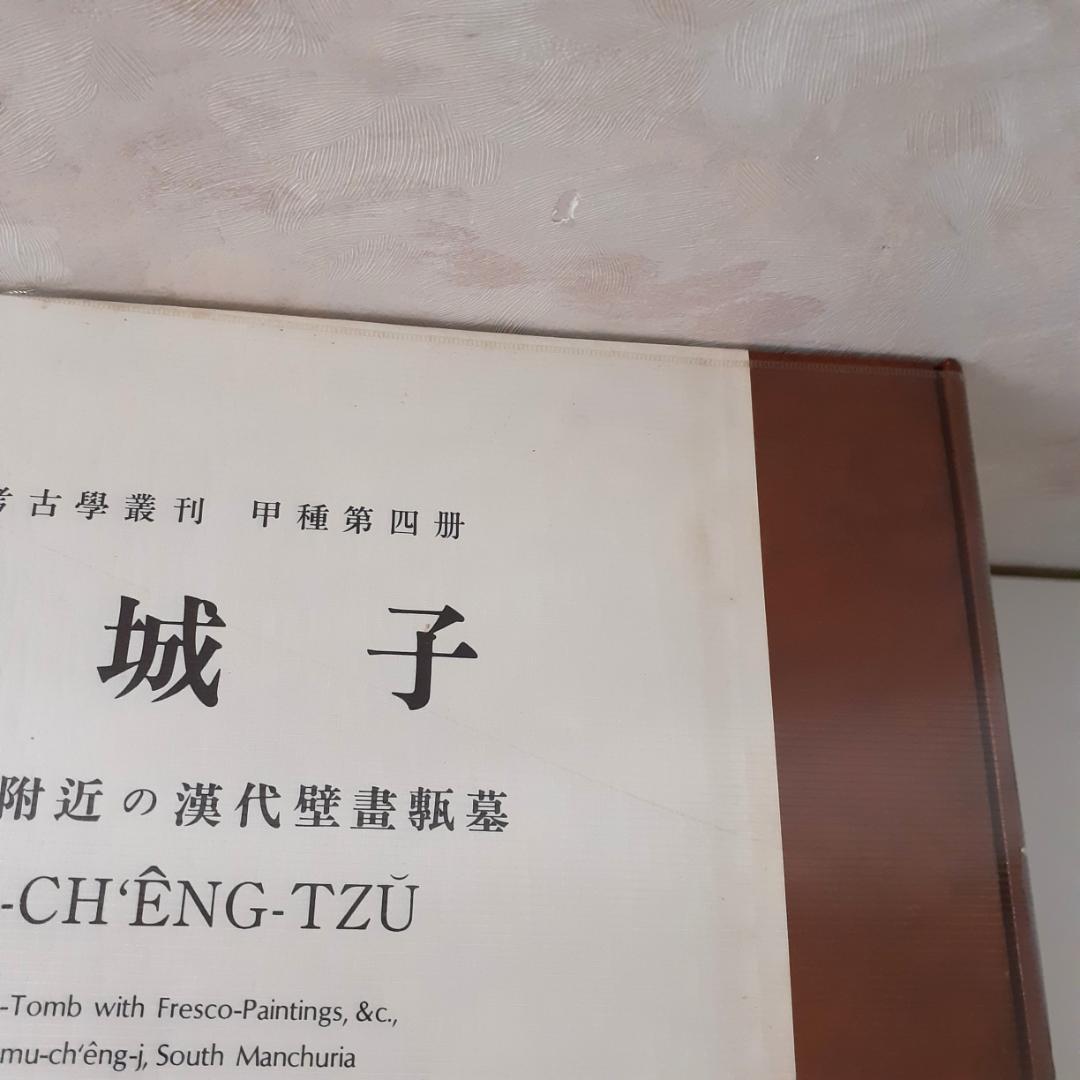 考古學叢刊 甲種第四册
城子
附近の漢代壁畫甎墓
-CH‘ÊNG-TZŬ
-Tomb with Fresco-Paintings, &c.,
mu-ch‘êng-j, South Manchuria